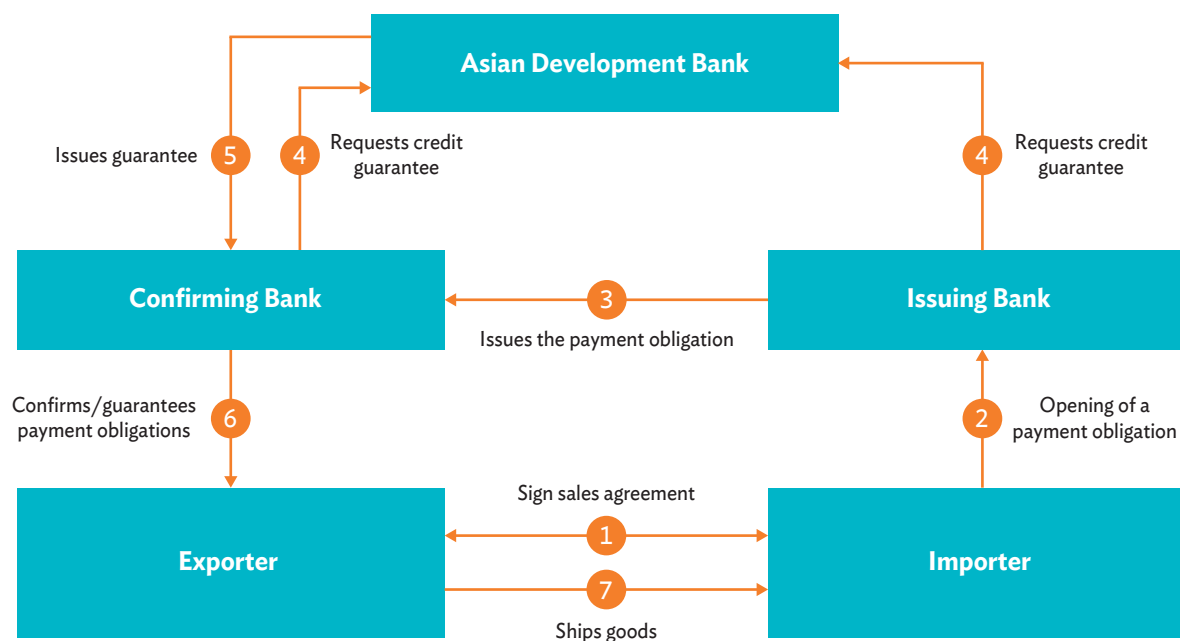 Asian Development Bank
Issues guarantee
5
4
Requests credit
guarantee
4
Requests credit
guarantee
Confirming Bank
3
Issues the payment obligation
Issuing Bank
Confirms/guarantees
payment obligations
6
2
Opening of a
payment obligation
Exporter
Sign sales agreement
1
7
Ships goods
Importer